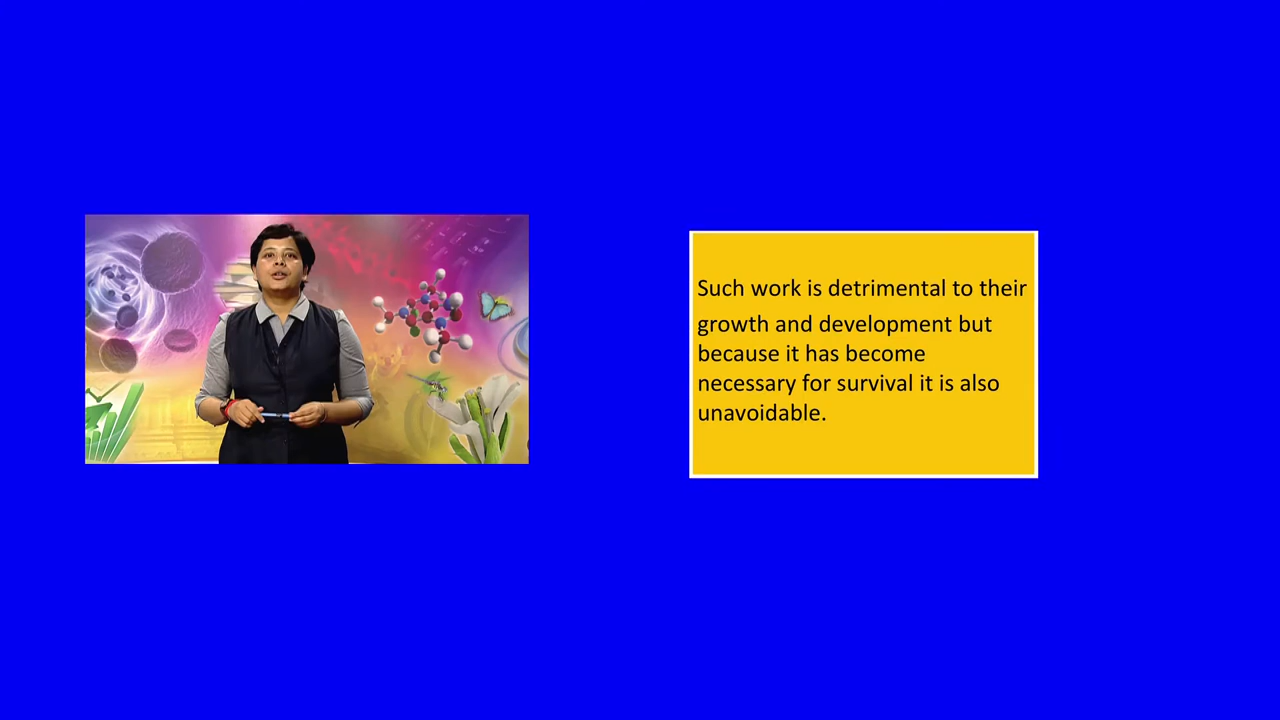 Such work is detrimental to their
growth and development but
because it has become
necessary for survival it is also
unavoidable.